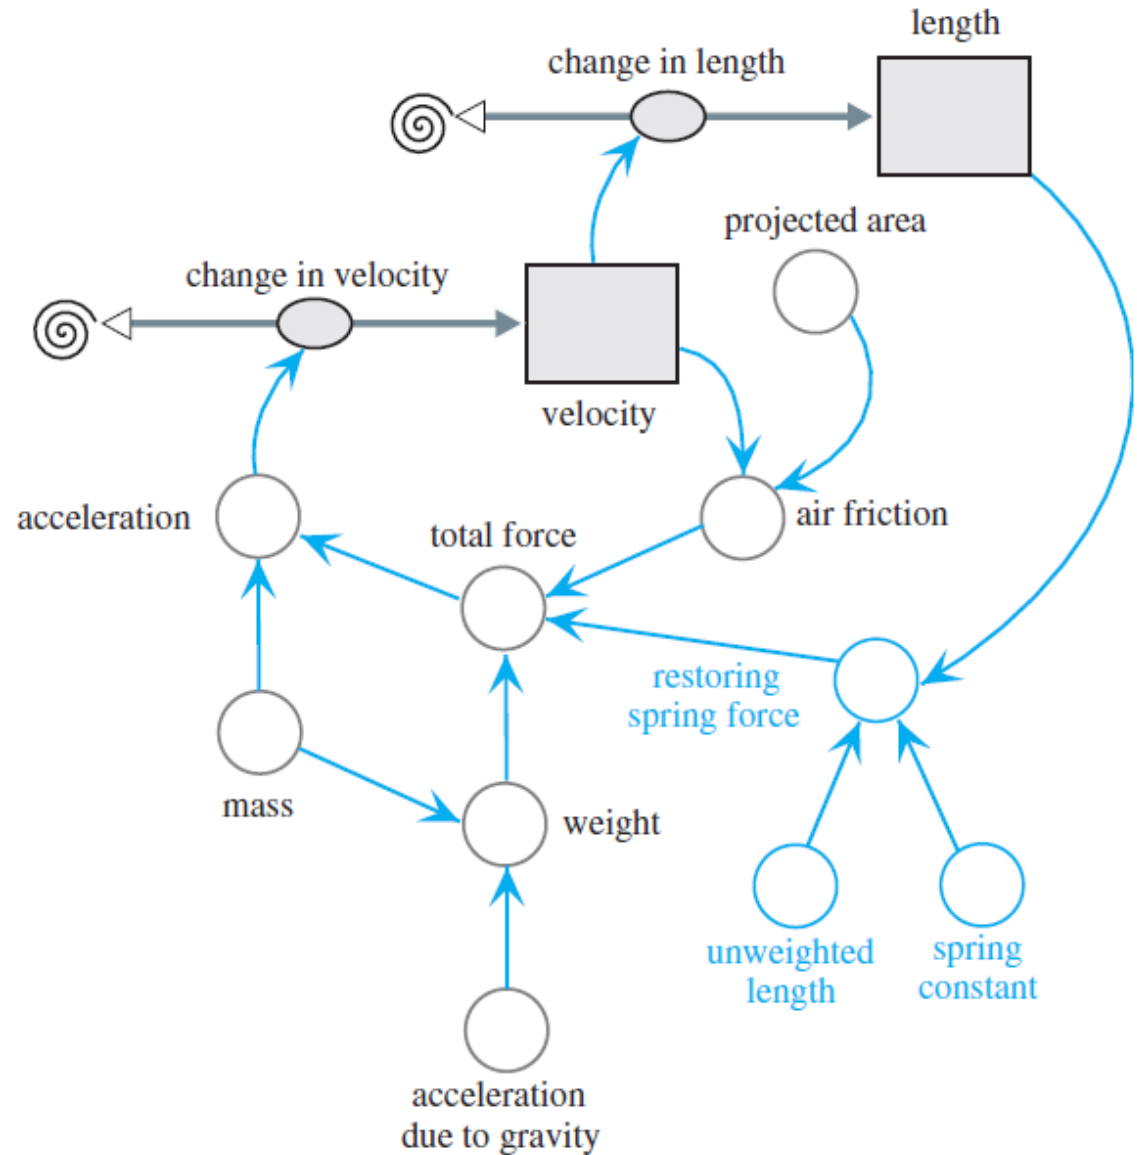 length
change in length
projected area
change in velocity
velocity
acceleration
total force
air friction
restoring
spring force
mass
weight
unweighted
length
spring
constant
acceleration
due to gravity